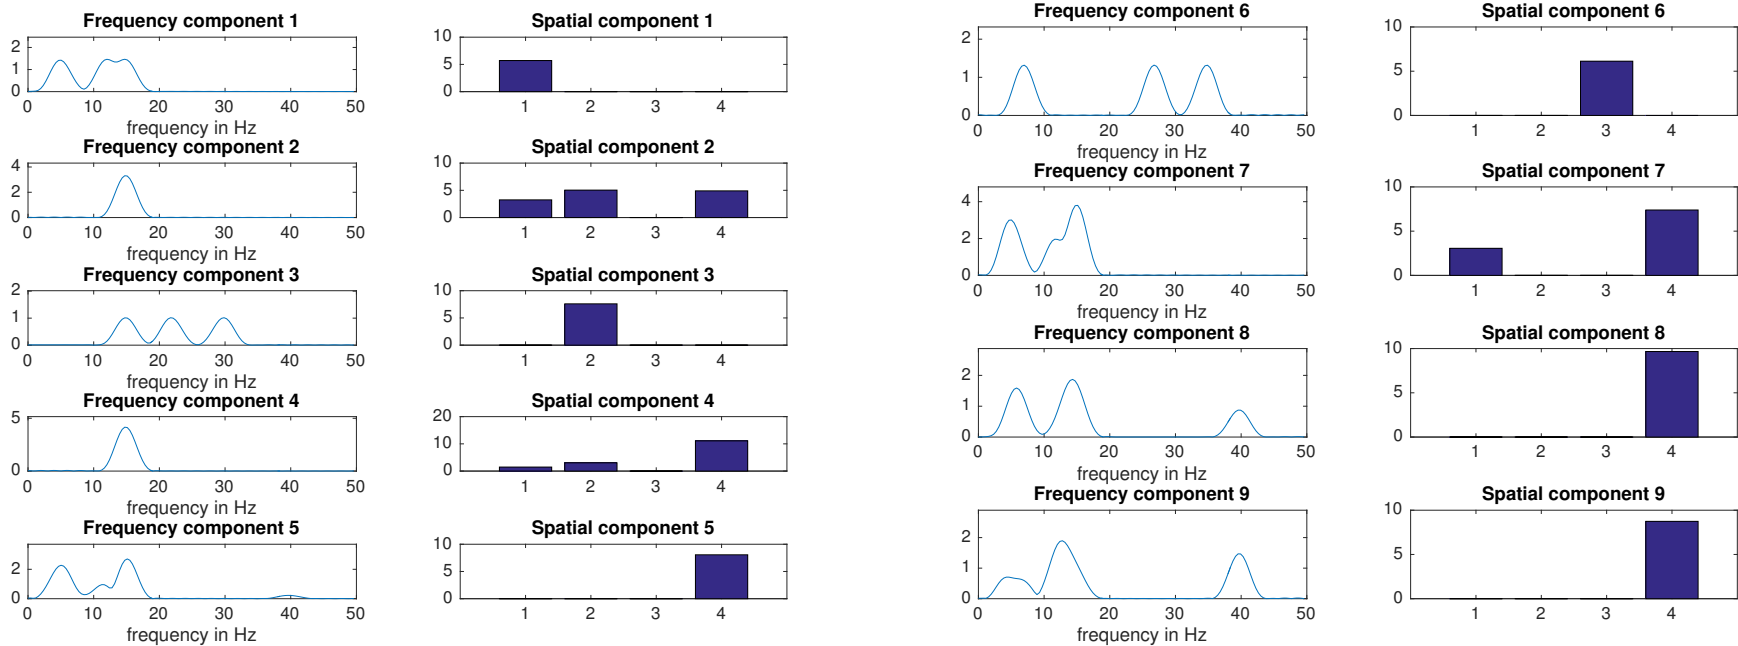 Frequency component 1
2
1
0
0 10 20 30 40 50
frequency in Hz
Spatial component 1
10
5
0
1 2 3 4
Frequency component 2
4
2
0
0 10 20 30 40 50
frequency in Hz
Spatial component 2
10
5
0
1 2 3 4
Frequency component 3
2
1
0
0 10 20 30 40 50
frequency in Hz
Spatial component 3
10
5
0
1 2 3 4
Frequency component 4
5
0
0 10 20 30 40 50
frequency in Hz
Spatial component 4
20
10
0
1 2 3 4
Frequency component 5
2
0
0 10 20 30 40 50
frequency in Hz
Spatial component 5
10
5
0
1 2 3 4
Frequency component 6
2
1
0
0 10 20 30 40 50
frequency in Hz
Spatial component 6
10
5
0
1 2 3 4
Frequency component 7
4
2
0
0 10 20 30 40 50
frequency in Hz
Spatial component 7
10
5
0
1 2 3 4
Frequency component 8
2
1
0
0 10 20 30 40 50
frequency in Hz
Spatial component 8
10
5
0
1 2 3 4
Frequency component 9
2
1
0
0 10 20 30 40 50
frequency in Hz
Spatial component 9
10
5
0
1 2 3 4